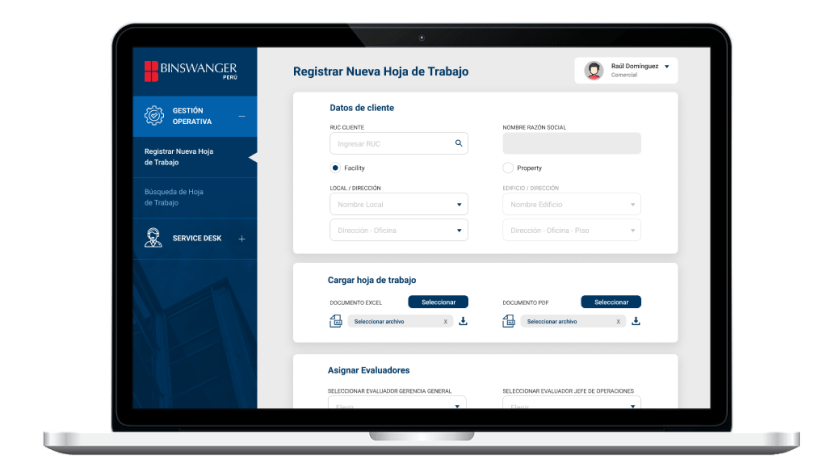 BINSWANGER
PERÚ
Registrar Nueva Hoja de Trabajo
Raúl Domínguez
Comercial
GESTIÓN
OPERATIVA
Registrar Nueva Hoja
de Trabajo
Búsqueda de Hoja
de Trabajo
SERVICE DESK
Datos de cliente
RUC CLIENTE
NOMBRE RAZÓN SOCIAL
Ingresar RUC
Facility
Property
LOCAL / DIRECCIÓN
EDIFICIO / DIRECCIÓN
Nombre Local
Nombre Edificio
Dirección - Oficina
Dirección - Oficina - Piso
Cargar hoja de trabajo
DOCUMENTO EXCEL
Seleccionar
DOCUMENTO PDF
Seleccionar
Seleccionar archivo
X
Seleccionar archivo
X
Asignar Evaluadores
SELECCIONAR EVALUADOR GERENCIA GENERAL
SELECCIONAR EVALUADOR JEFE DE OPERACIONES